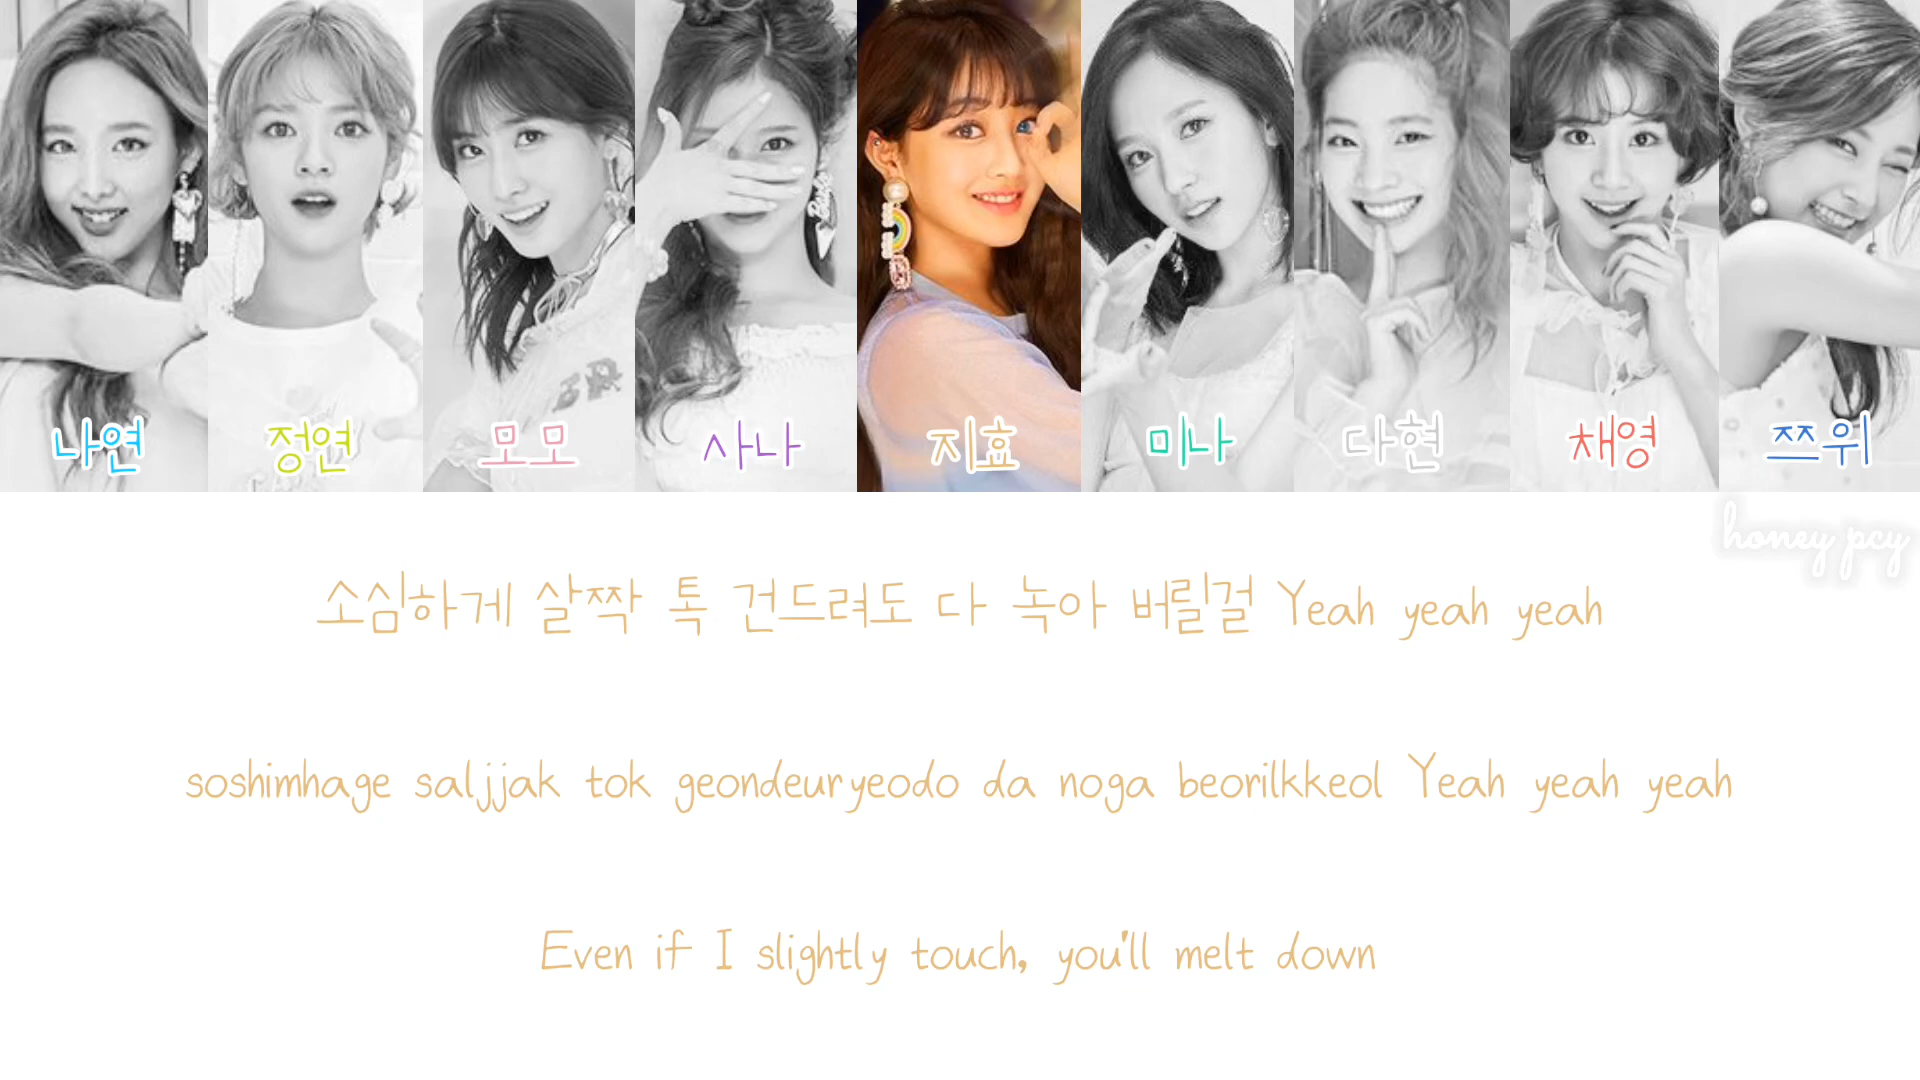 나연 정연 모모 사나 지효 미나 다현 채영 쯔위
honey pcy
소심하게 살짝 톡 건드려도 다 녹아 버릴걸 Yeah yeah yeah
soshimhage saljjak tok geondeuryeodo da noga beorilkkeol Yeah yeah yeah
Even if I slightly touch, you'll melt down